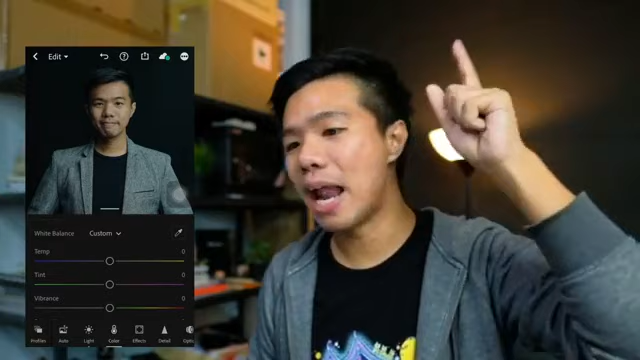 Edit
White Balance Custom
Temp 0
Tint 0
Vibrance 0
Profiles Auto Light Color Effects Detail